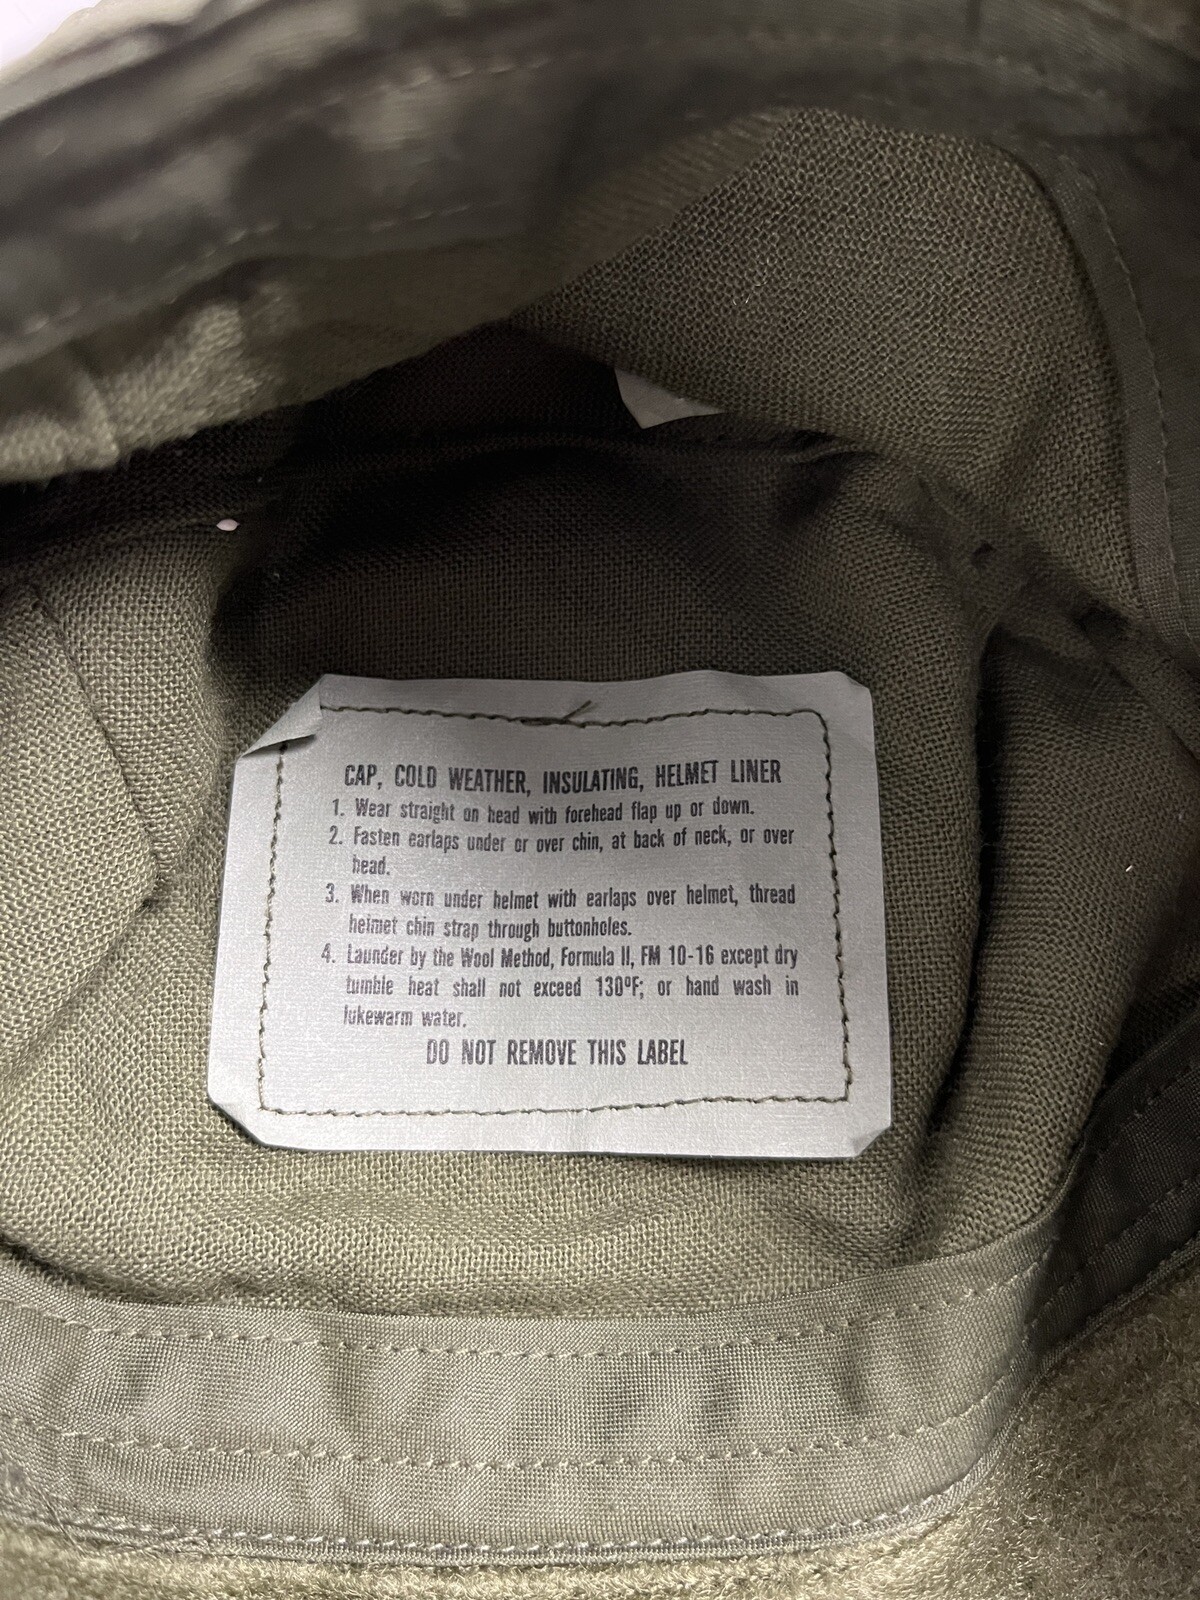 CAP, COLD WEATHER, INSULATING, HELMET LINER
1. Wear straight on head with forehead flap up or down.
2. Fasten earlaps under or over chin, at back of neck, or over
head.
3. When worn under helmet with earlaps over helmet, thread
helmet chin strap through buttonholes.
4. Launder by the Wool Method, Formula II, FM 10-16 except dry
tumble heat shall not exceed 130ºF; or hand wash in
lukewarm water.
DO NOT REMOVE THIS LABEL